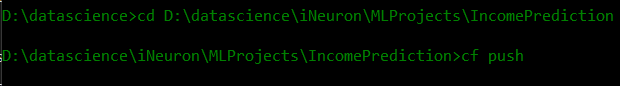 D:\datascience>cd D:\datascience\iNeuron\MLProjects\IncomePrediction
D:\datascience\iNeuron\MLProjects\IncomePrediction>cf push